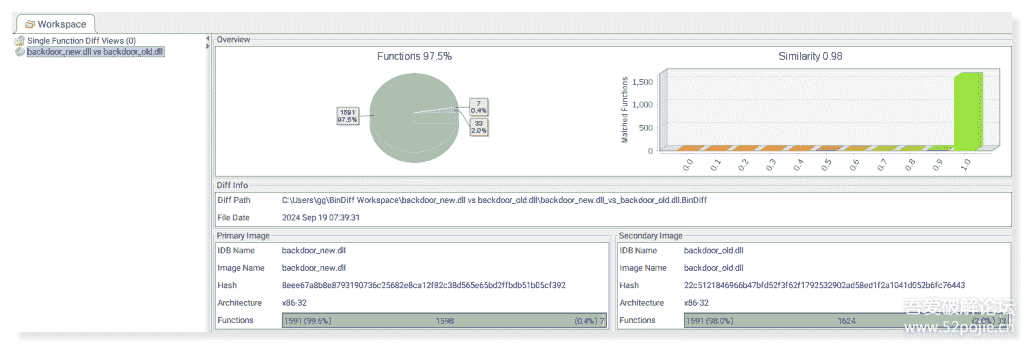 Workspace
Single Function Diff Views (0)
backdoor_new.dll vs backdoor_old.dll
Overview
Functions 97.5%
1591
97.5%
7
0.4%
33
2.0%
Similarity 0.98
Matched Functions
1,500
1,000
500
0
0.0
0.1
0.2
0.3
0.4
0.5
0.6
0.7
0.8
0.9
1.0
Diff Info
Diff Path C:\Users\gg\BinDiff Workspace\backdoor_new.dll vs backdoor_old.dll\backdoor_new.dll_vs_backdoor_old.dll.BinDiff
File Date 2024 Sep 19 07:39:31
Primary Image
IDB Name backdoor_new.dll
Image Name backdoor_new.dll
Hash 8eee67a8b8e8793190736c25682e8ca12f82c38d565e65bd2ffbdb51b05cf392
Architecture x86-32
Functions 1591 (99.6%) 1598 (0.4%) 7
Secondary Image
IDB Name backdoor_old.dll
Image Name backdoor_old.dll
Hash 22c5121846966b47bfd52f3f62f1792532902ad58ed1f2a1041d052b6fc76443
Architecture x86-32
Functions 1591 (98.0%) 1624 (2.0%) 33
吾爱破解论坛
www.52pojie.cn